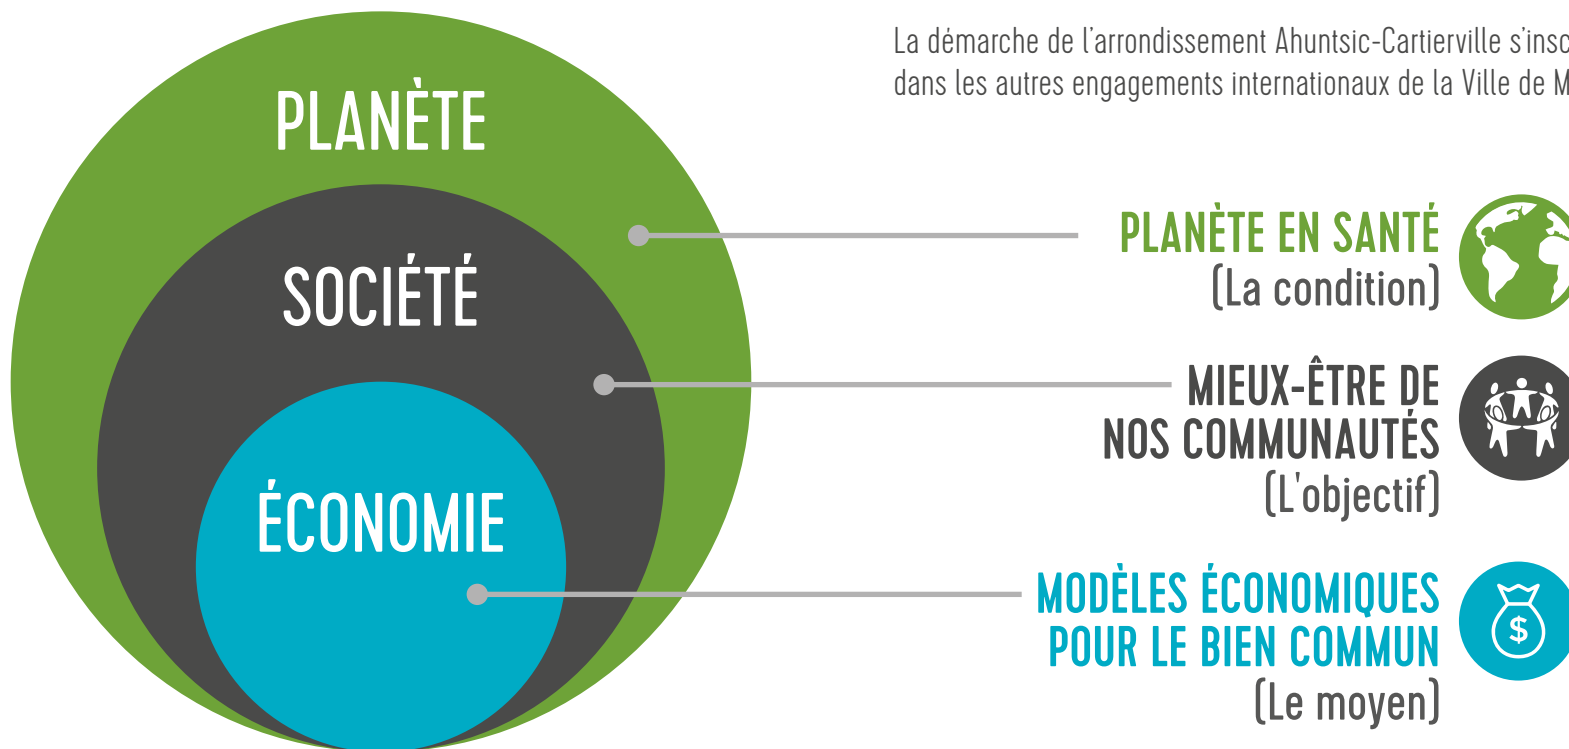 La démarche de l'arrondissement Ahuntsic-Cartierville
dans les autres engagements internationaux de la Ville de
PLANÈTE
SOCIÉTÉ
ÉCONOMIE
PLANÈTE EN SANTÉ
(La condition)
MIEUX-ÊTRE DE
NOS COMMUNAUTÉS
(L'objectif)
MODÈLES ÉCONOMIQUES
POUR LE BIEN COMMUN
(Le moyen)
$